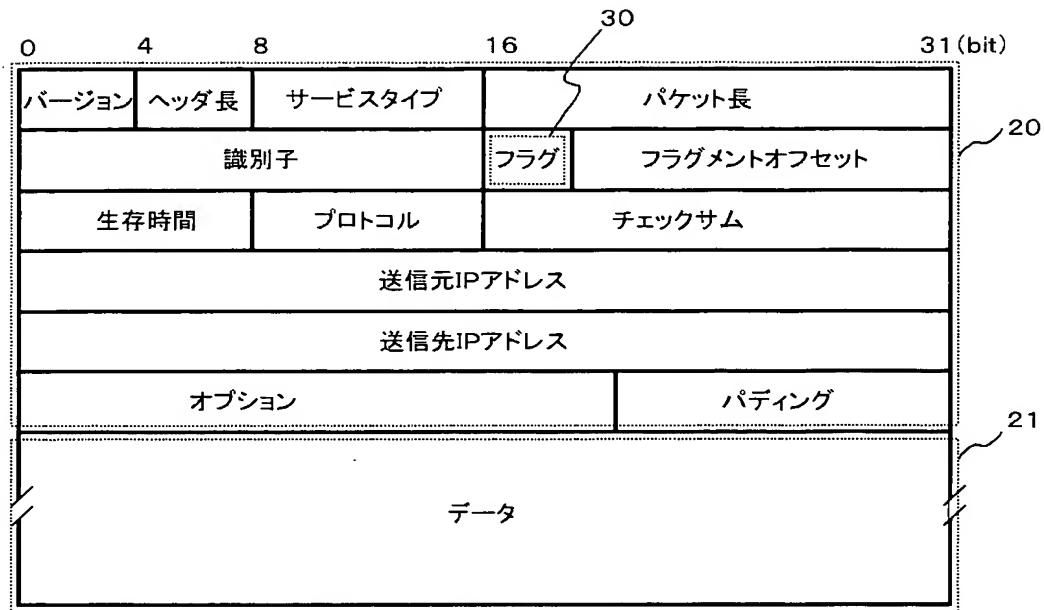 30
0 4 8 16 31(bit)
バージョン ヘッダ長 サービスタイプ パケット長
20
識別子 フラグ フラグメントオフセット
生存時間 プロトコル チェックサム
送信元IPアドレス
送信先IPアドレス
オプション パディング
21
データ